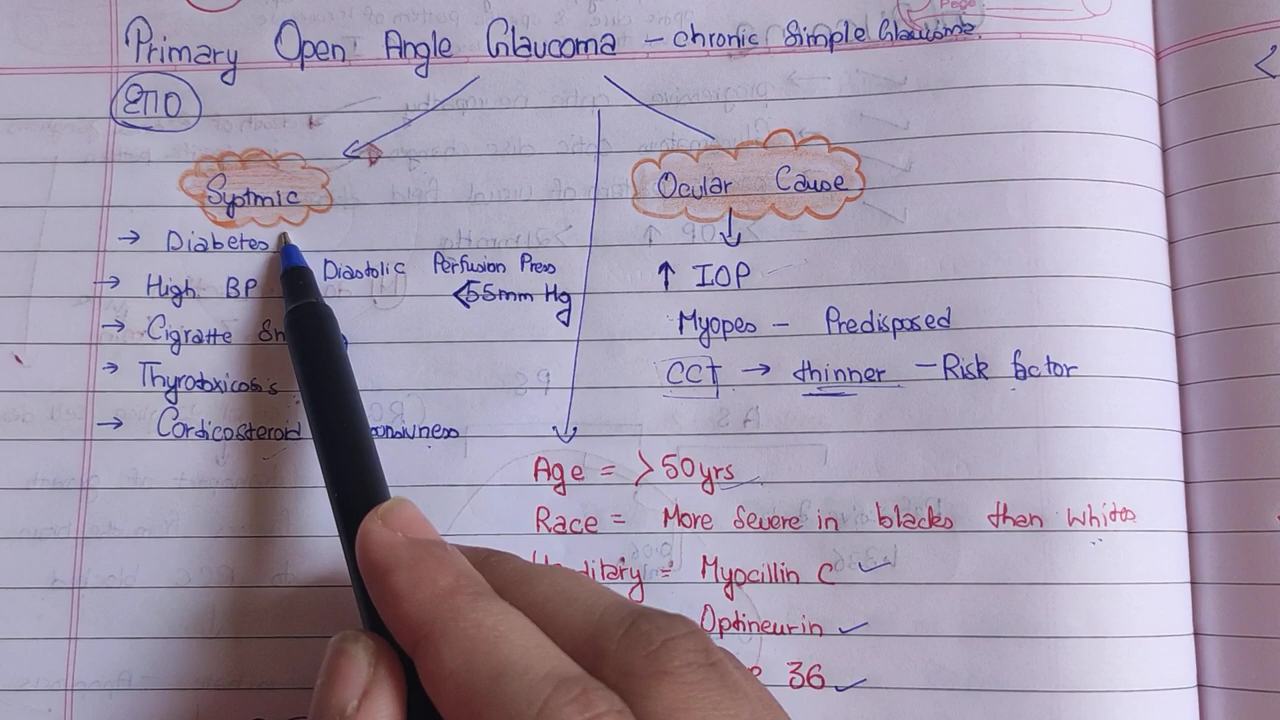 Primary Open Angle Glaucoma - chronic Simple Glaucoma.
Systmic
→ Diabetes
→ High BP
Diastolic Perfusion Press
<55mm Hg
→ Cigratte
→ Thyrotoxicosis
→ Corticosteroid
Ocular Cause
↑ IOP
Myopes - Predisposed
CCT → thinner - Risk factor
Age = >50yrs
Race = More Severe in blacks then whites
Myocillin C
Optineurin
36